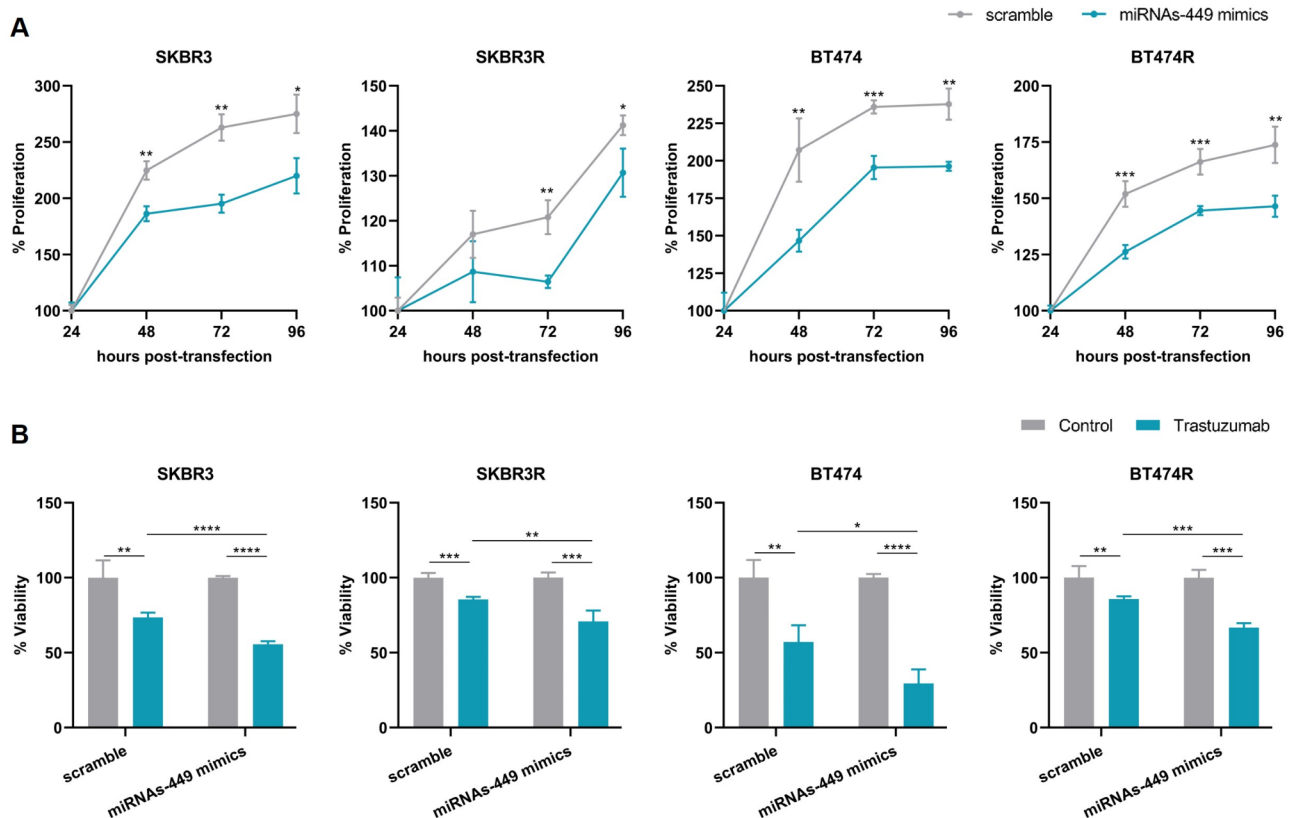 scramble miRNAs-449 mimics
A
SKBR3 SKBR3R BT474 BT474R
% Proliferation
300
250
200
150
100
** ** *
24 48 72 96
hours post-transfection
% Proliferation
150
140
130
120
110
100
** *
24 48 72 96
hours post-transfection
% Proliferation
250
225
200
175
150
125
100
** *** **
24 48 72 96
hours post-transfection
% Proliferation
200
175
150
125
100
*** *** **
24 48 72 96
hours post-transfection
Control Trastuzumab
B
SKBR3 SKBR3R BT474 BT474R
% Viability
150
100
50
0
****
** ****
scramble
miRNAs-449 mimics
% Viability
150
100
50
0
**
*** ***
scramble
miRNAs-449 mimics
% Viability
150
100
50
0
*
** ****
scramble
miRNAs-449 mimics
% Viability
150
100
50
0
***
** ***
scramble
miRNAs-449 mimics